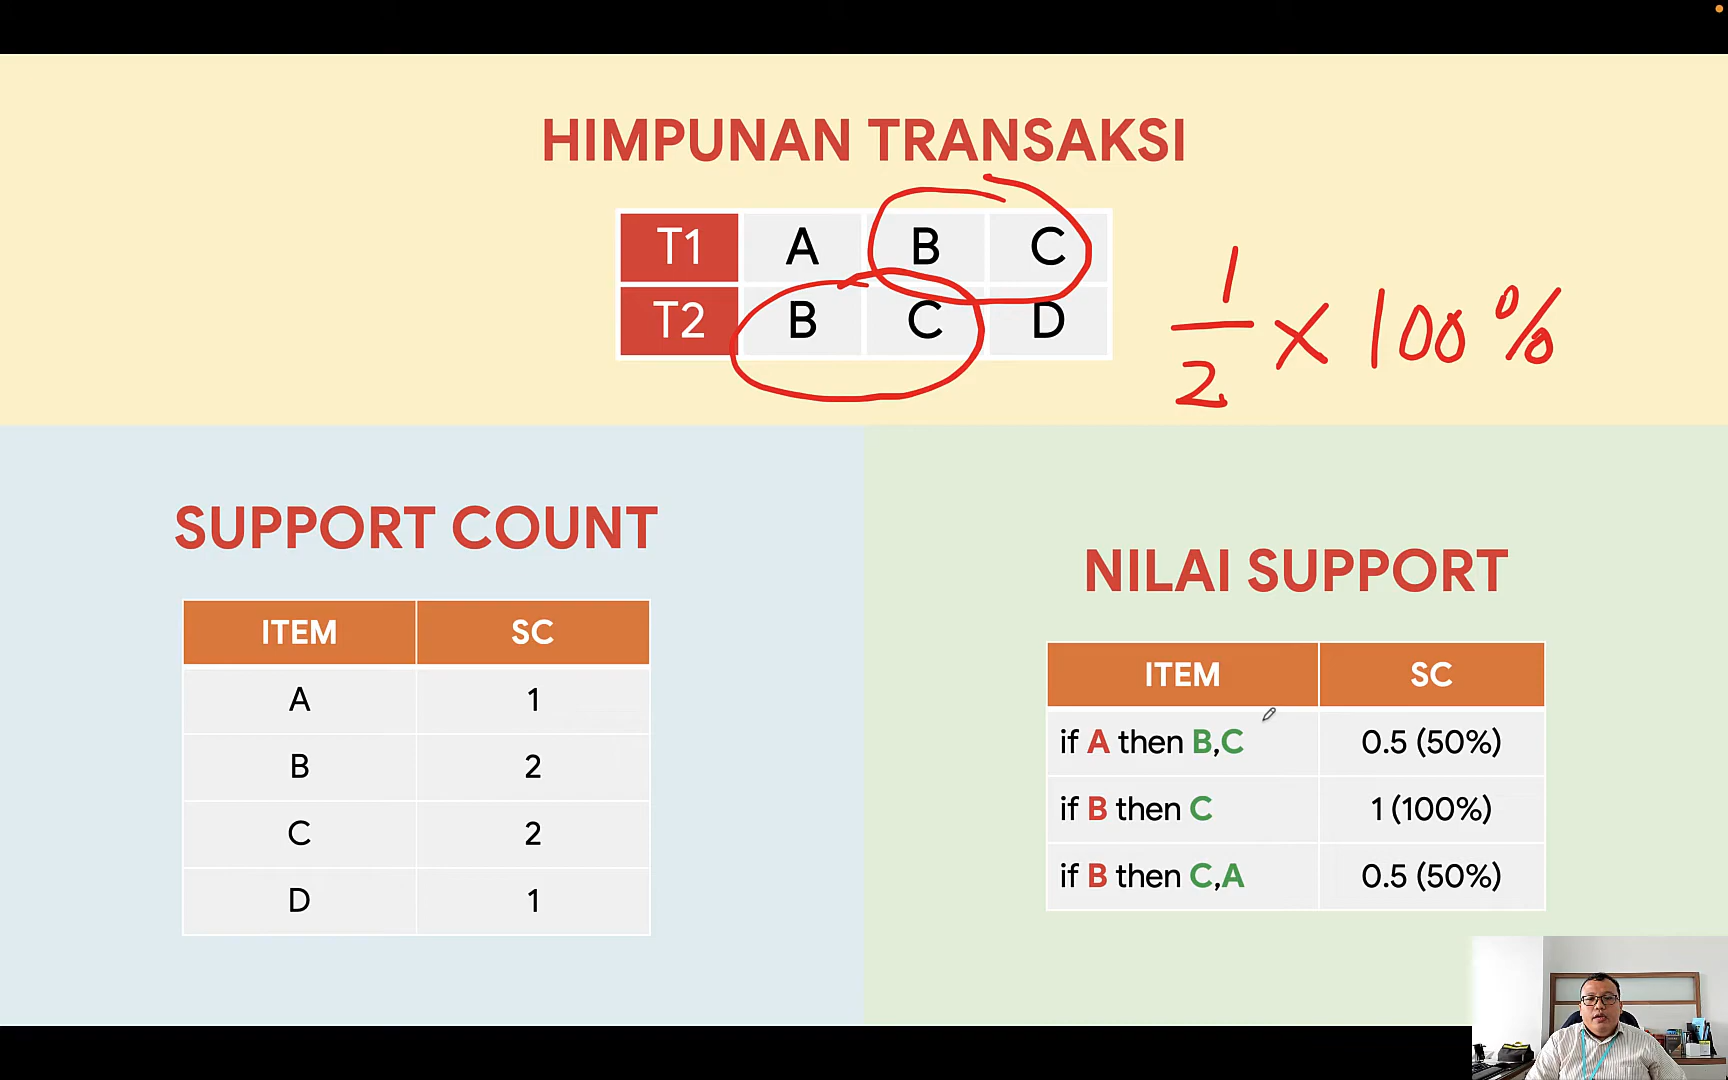 HIMPUNAN TRANSAKSI
T1 A B C
T2 B C D
1/2 × 100%
SUPPORT COUNT
ITEM SC
A 1
B 2
C 2
D 1
NILAI SUPPORT
ITEM SC
if A then B,C 0.5 (50%)
if B then C 1 (100%)
if B then C,A 0.5 (50%)